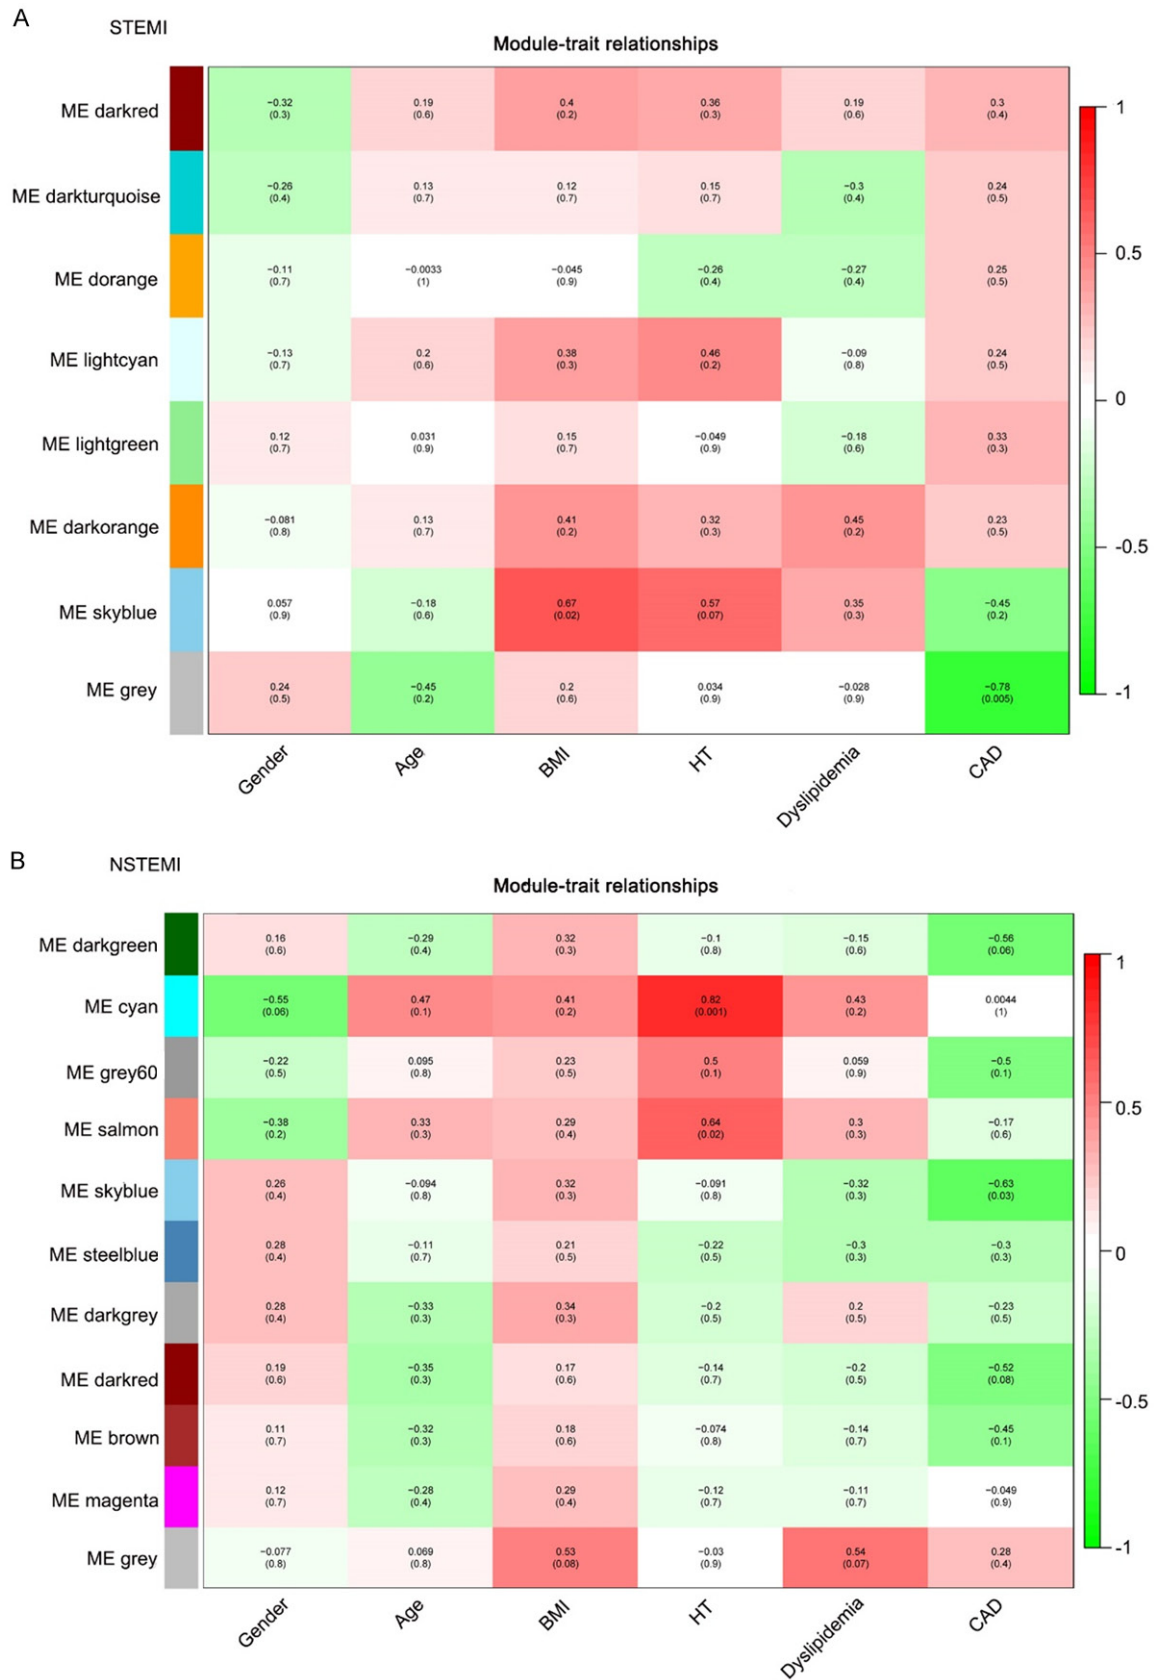 A
STEMI
Module-trait relationships
ME darkred
−0.32 0.19 0.4 0.36 0.19 0.3
(0.3) (0.6) (0.2) (0.3) (0.6) (0.4)
ME darkturquoise
−0.26 0.13 0.12 0.15 −0.3 0.24
(0.4) (0.7) (0.7) (0.7) (0.4) (0.5)
ME dorange
−0.11 −0.0033 −0.045 −0.26 −0.27 0.25
(0.7) (1) (0.9) (0.4) (0.4) (0.5)
ME lightcyan
−0.13 0.2 0.38 0.46 −0.09 0.24
(0.7) (0.6) (0.3) (0.2) (0.8) (0.5)
ME lightgreen
0.12 0.031 0.15 −0.049 −0.18 0.33
(0.7) (0.9) (0.7) (0.9) (0.6) (0.3)
ME darkorange
−0.081 0.13 0.41 0.32 0.45 0.23
(0.8) (0.7) (0.2) (0.3) (0.2) (0.5)
ME skyblue
0.057 −0.18 0.67 0.57 0.35 −0.45
(0.9) (0.6) (0.02) (0.07) (0.3) (0.2)
ME grey
0.24 −0.45 0.2 0.034 −0.028 −0.78
(0.5) (0.2) (0.6) (0.9) (0.9) (0.005)
1
0.5
0
-0.5
-1
Gender Age BMI HT Dyslipidemia CAD
B
NSTEMI
Module-trait relationships
ME darkgreen
0.16 −0.29 0.32 −0.1 −0.15 −0.56
(0.6) (0.4) (0.3) (0.8) (0.6) (0.06)
ME cyan
−0.55 0.47 0.41 0.82 0.43 0.0044
(0.06) (0.1) (0.2) (0.001) (0.2) (1)
ME grey60
−0.22 0.095 0.23 0.5 0.059 −0.5
(0.5) (0.8) (0.5) (0.1) (0.9) (0.1)
ME salmon
−0.38 0.33 0.29 0.64 0.3 −0.17
(0.2) (0.3) (0.4) (0.02) (0.3) (0.6)
ME skyblue
0.26 −0.094 0.32 −0.091 −0.32 −0.63
(0.4) (0.8) (0.3) (0.8) (0.3) (0.03)
ME steelblue
0.28 −0.11 0.21 −0.22 −0.3 −0.3
(0.4) (0.7) (0.5) (0.5) (0.3) (0.3)
ME darkgrey
0.28 −0.33 0.34 −0.2 0.2 −0.23
(0.4) (0.3) (0.3) (0.5) (0.5) (0.5)
ME darkred
0.19 −0.35 0.17 −0.14 −0.2 −0.52
(0.6) (0.3) (0.6) (0.7) (0.5) (0.08)
ME brown
0.11 −0.32 0.18 −0.074 −0.14 −0.45
(0.7) (0.3) (0.6) (0.8) (0.7) (0.1)
ME magenta
0.12 −0.28 0.29 −0.12 −0.11 −0.049
(0.7) (0.4) (0.4) (0.7) (0.7) (0.9)
ME grey
−0.077 0.069 0.53 −0.03 0.54 0.28
(0.8) (0.8) (0.08) (0.9) (0.07) (0.4)
1
0.5
0
-0.5
-1
Gender Age BMI HT Dyslipidemia CAD